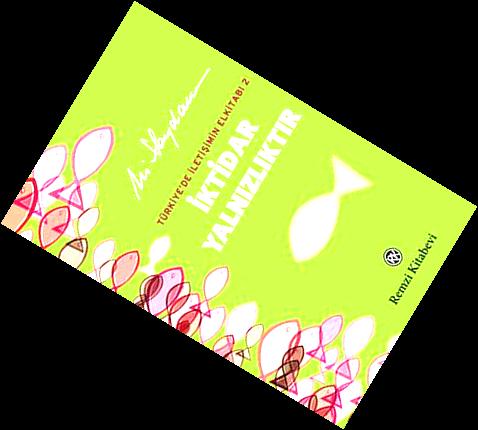 TÜRKİYE'DE İLETİŞİMİN ELKİTABI 2
İKTİDAR
YALNIZLIKTIR
Remzi Kitabevi